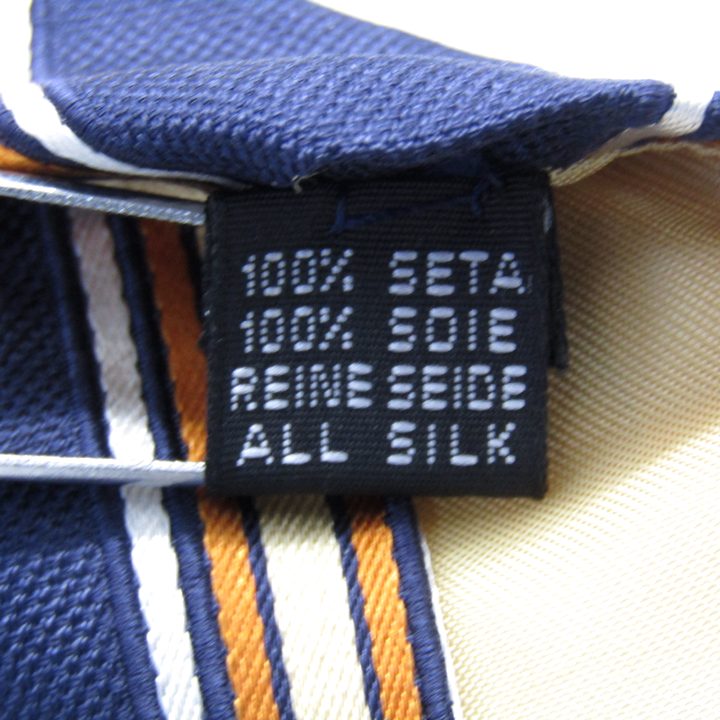 100% SETA
100% SOIE
REINE SEIDE
ALL SILK